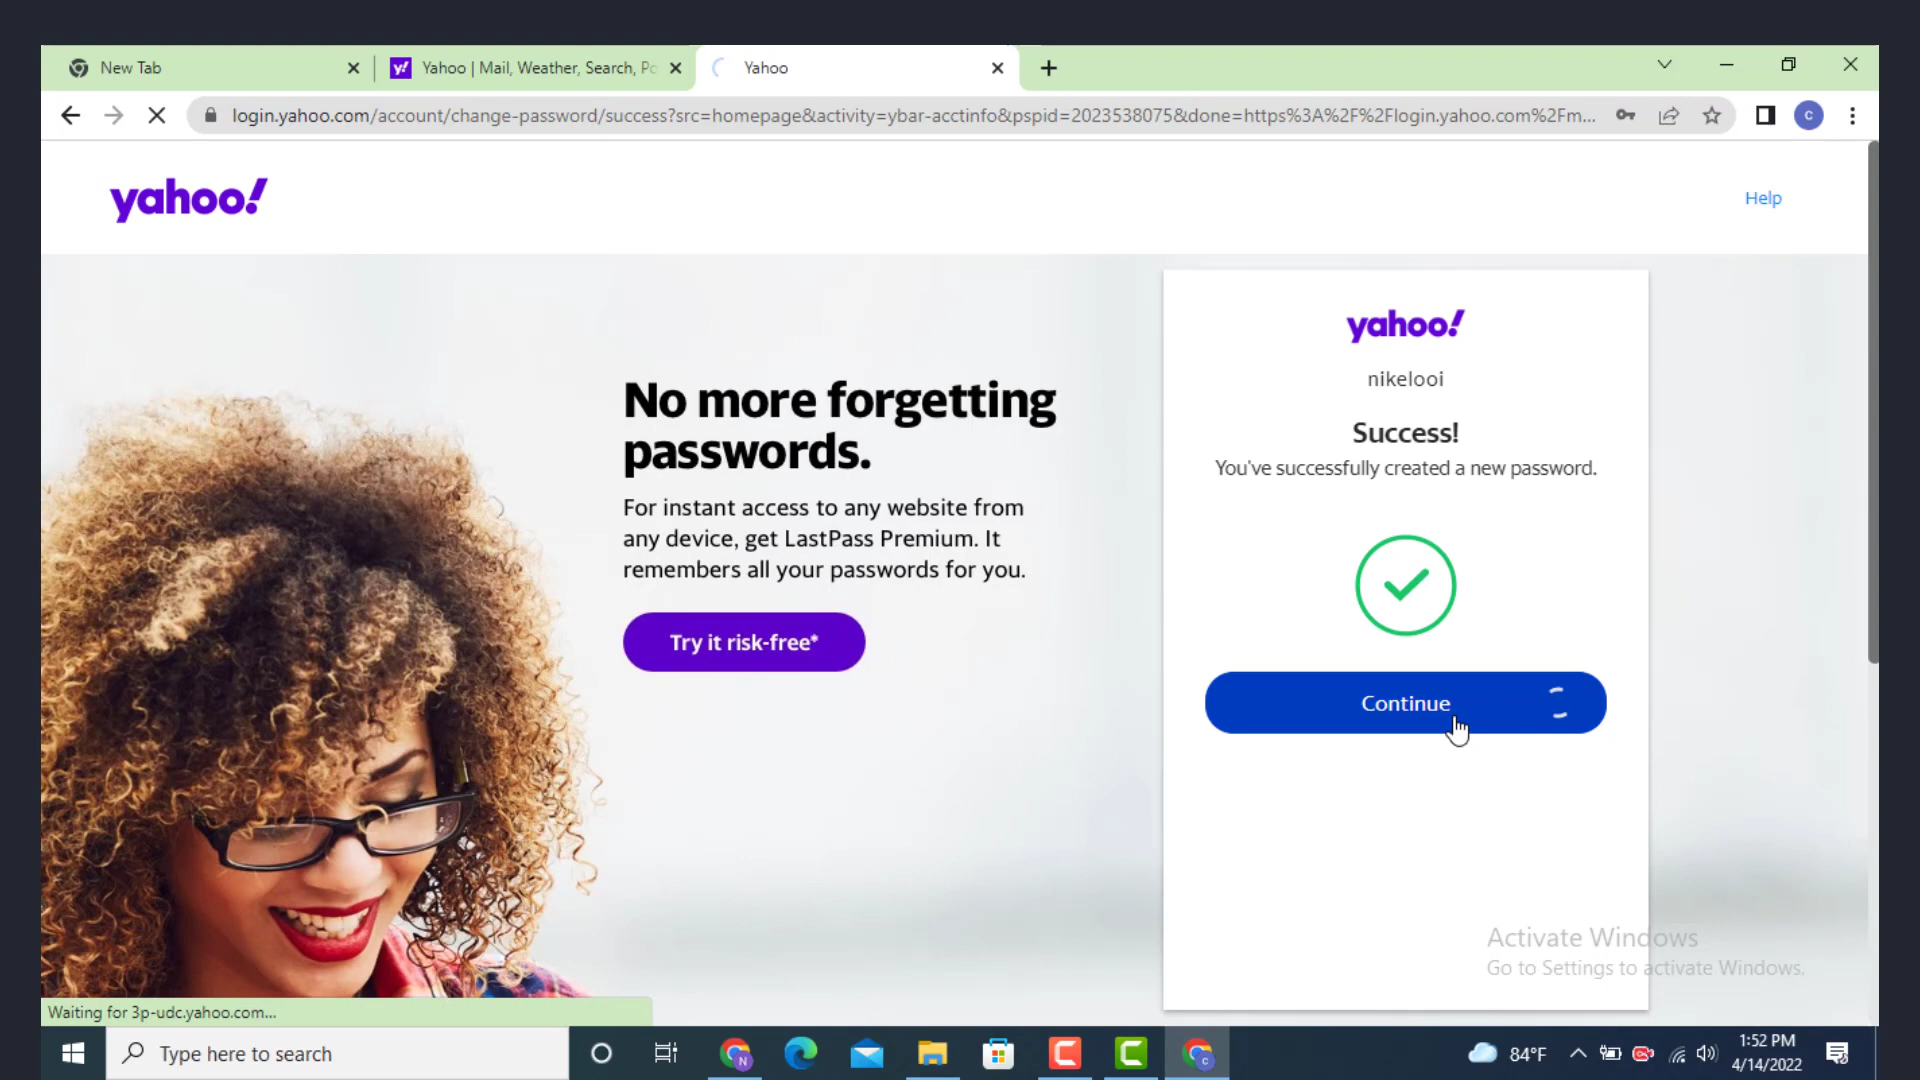 New Tab
Yahoo | Mail, Weather, Search, Po
Yahoo
login.yahoo.com/account/change-password/success?src=homepage&activity=ybar-acctinfo&pspid=2023538075&done=https%3A%2F%2Flogin.yahoo.com%2Fm...
C
yahoo!
Help
No more forgetting
passwords.
For instant access to any website from
any device, get LastPass Premium. It
remembers all your passwords for you.
Try it risk-free*
yahoo!
nikelooi
Success!
You've successfully created a new password.
Continue
Activate Windows
Go to Settings to activate Windows.
Waiting for 3p-udc.yahoo.com...
Type here to search
84°F
1:52 PM
4/14/2022